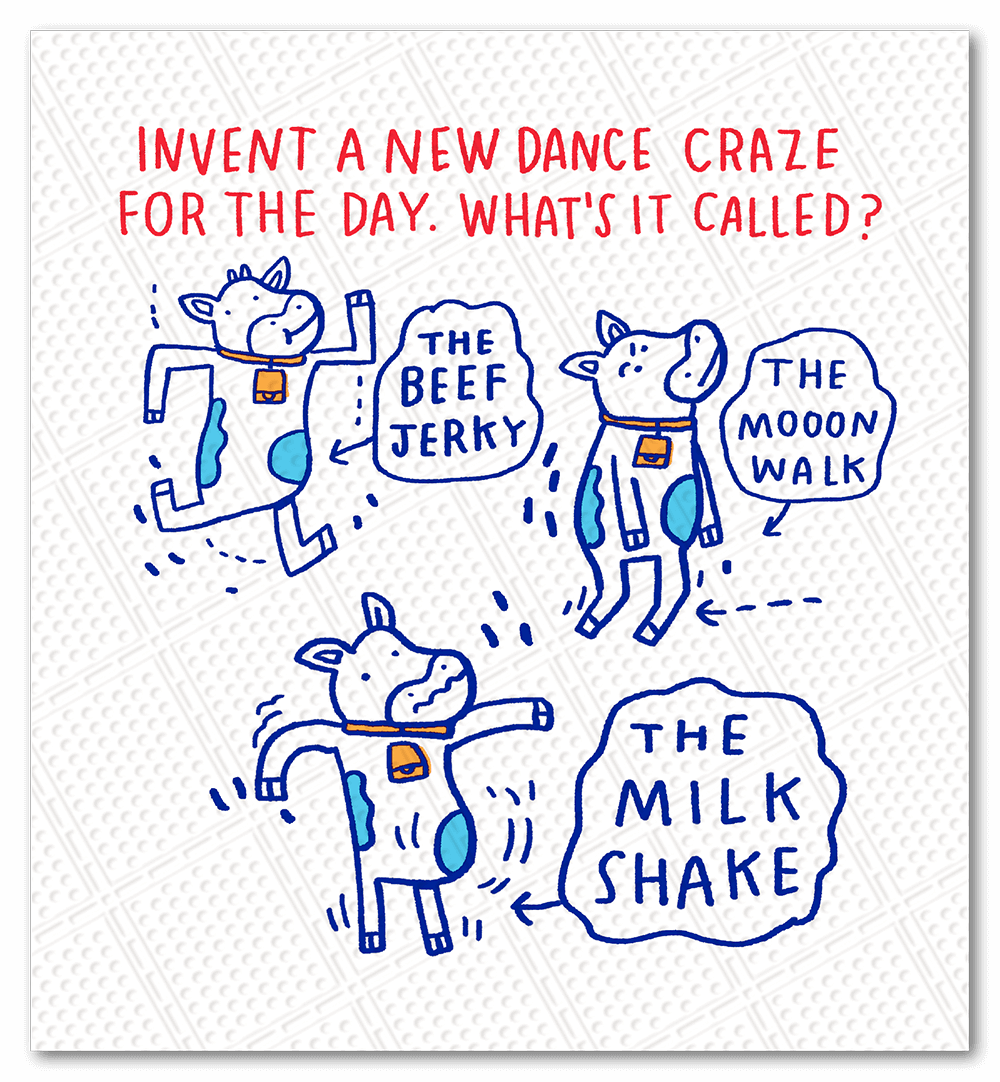 INVENT A NEW DANCE CRAZE
FOR THE DAY. WHAT'S IT CALLED?
THE
BEEF
JERKY
THE
MOOON
WALK
THE
MILK
SHAKE